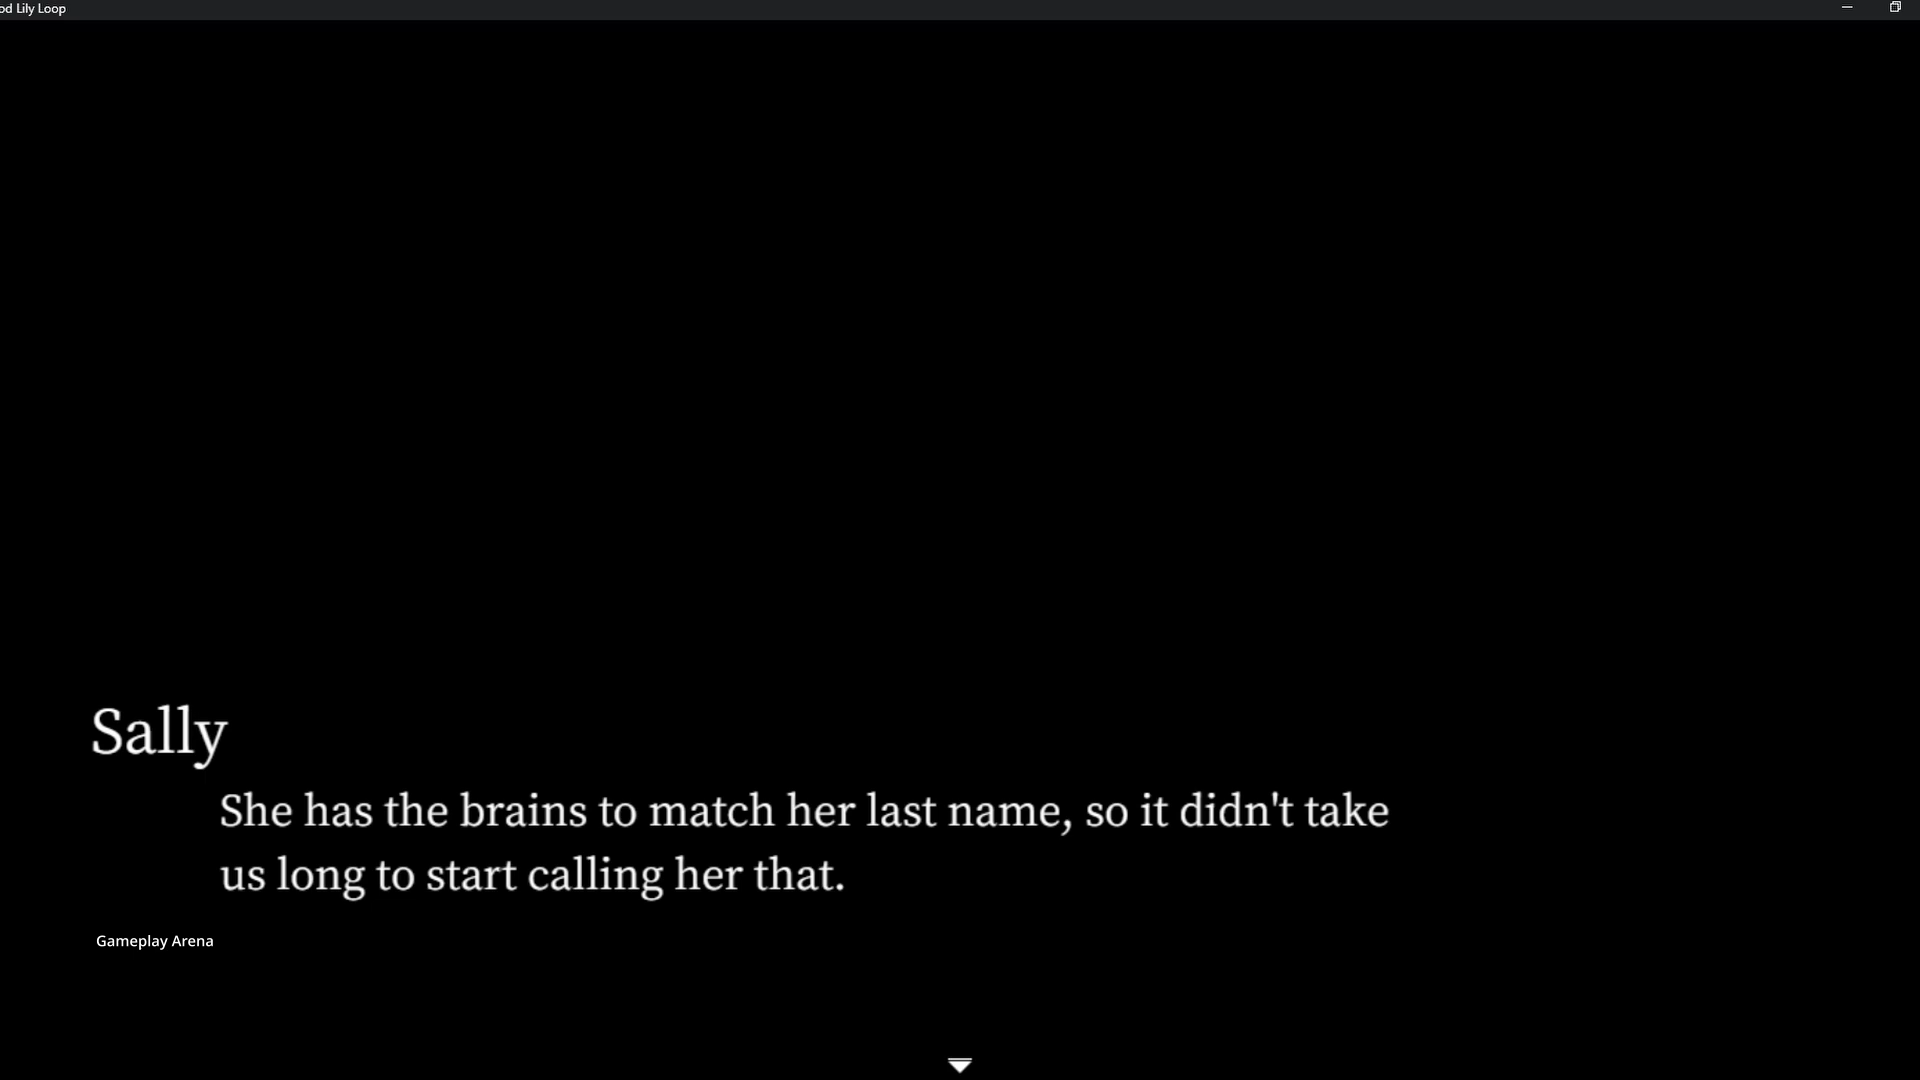 od Lily Loop
Sally
She has the brains to match her last name, so it didn't take
us long to start calling her that.
Gameplay Arena